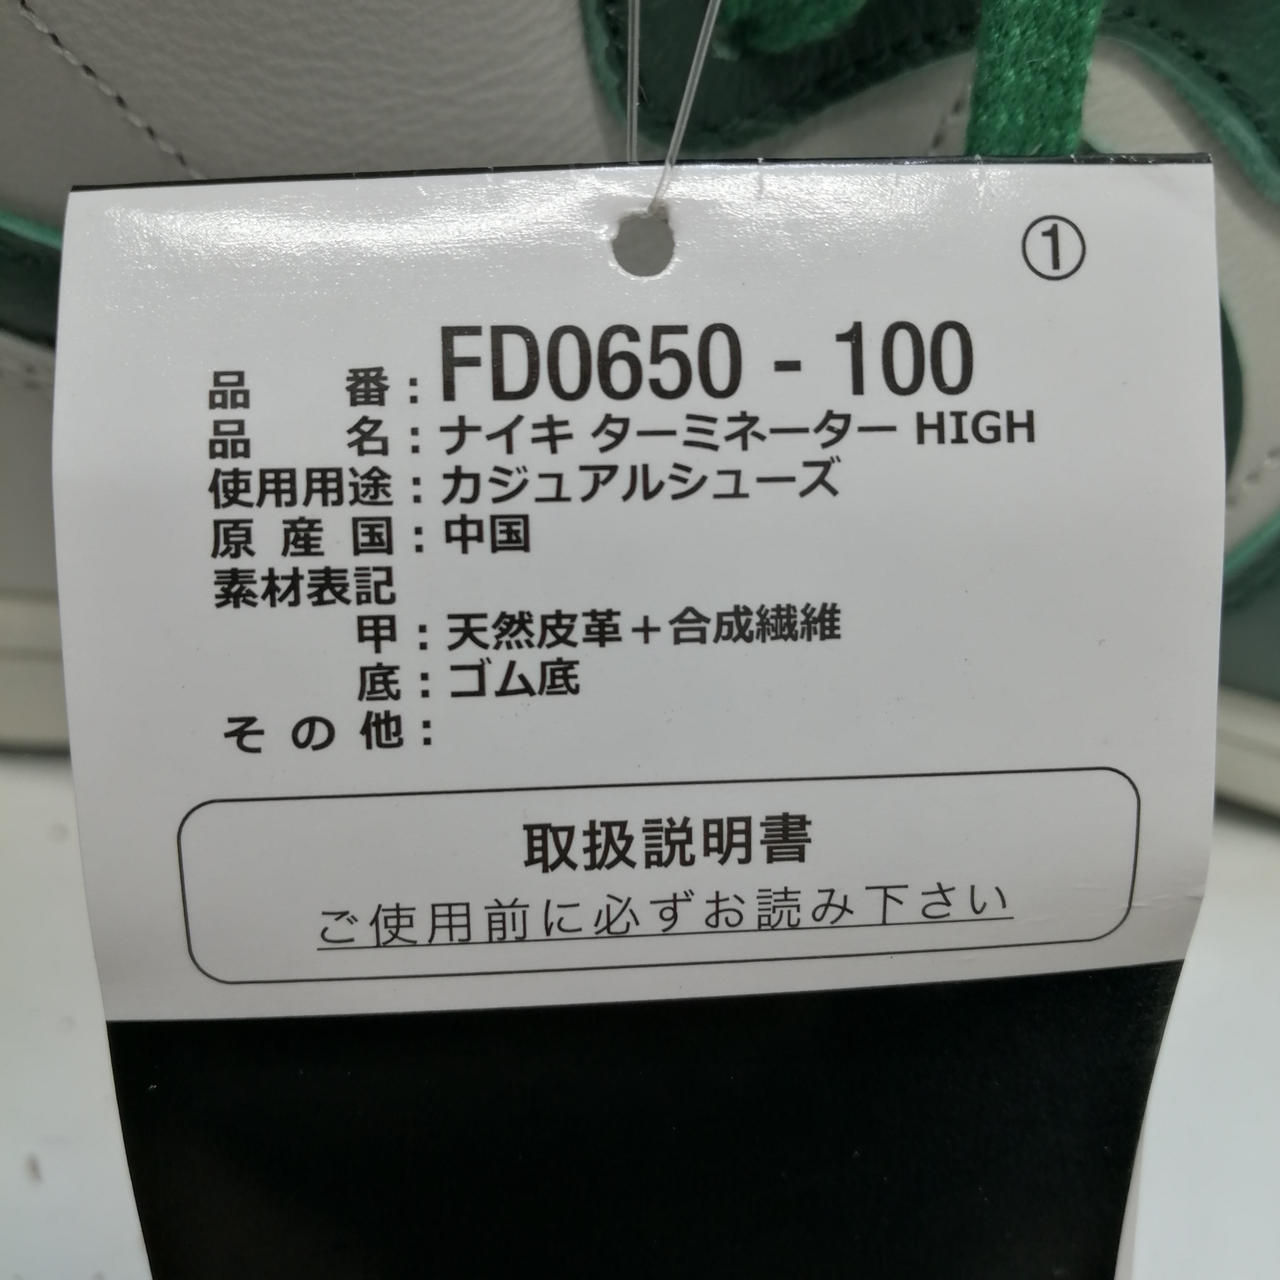 ①
品 番：FD0650 - 100
品 名：ナイキ ターミネーター HIGH
使用用途：カジュアルシューズ
原 産 国：中国
素材表記
甲：天然皮革＋合成繊維
底：ゴム底
そ の 他：
取扱説明書
ご使用前に必ずお読み下さい